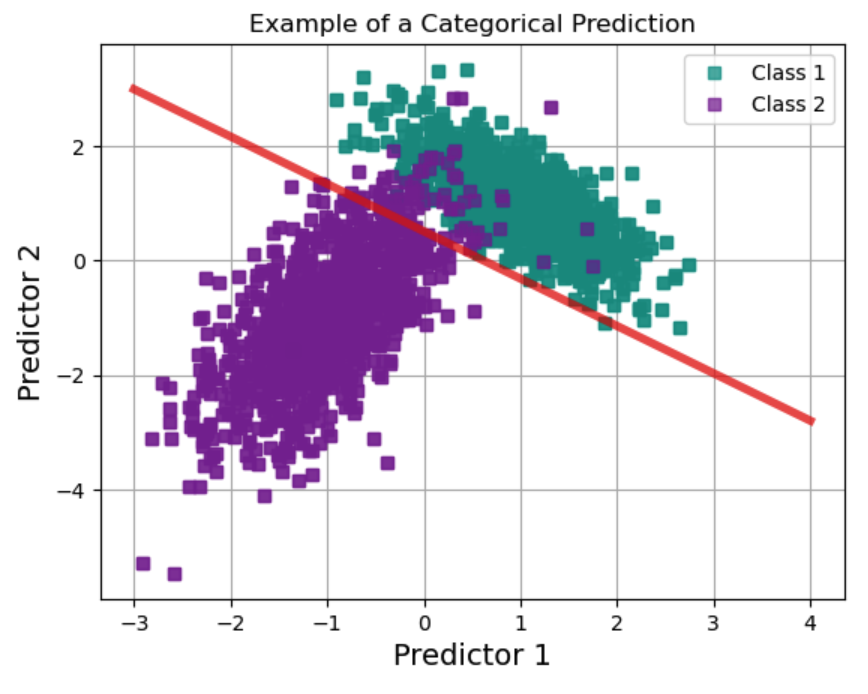 Example of a Categorical Prediction
Class 1
Class 2
2
0
−2
−4
Predictor 2
−3 −2 −1 0 1 2 3 4
Predictor 1